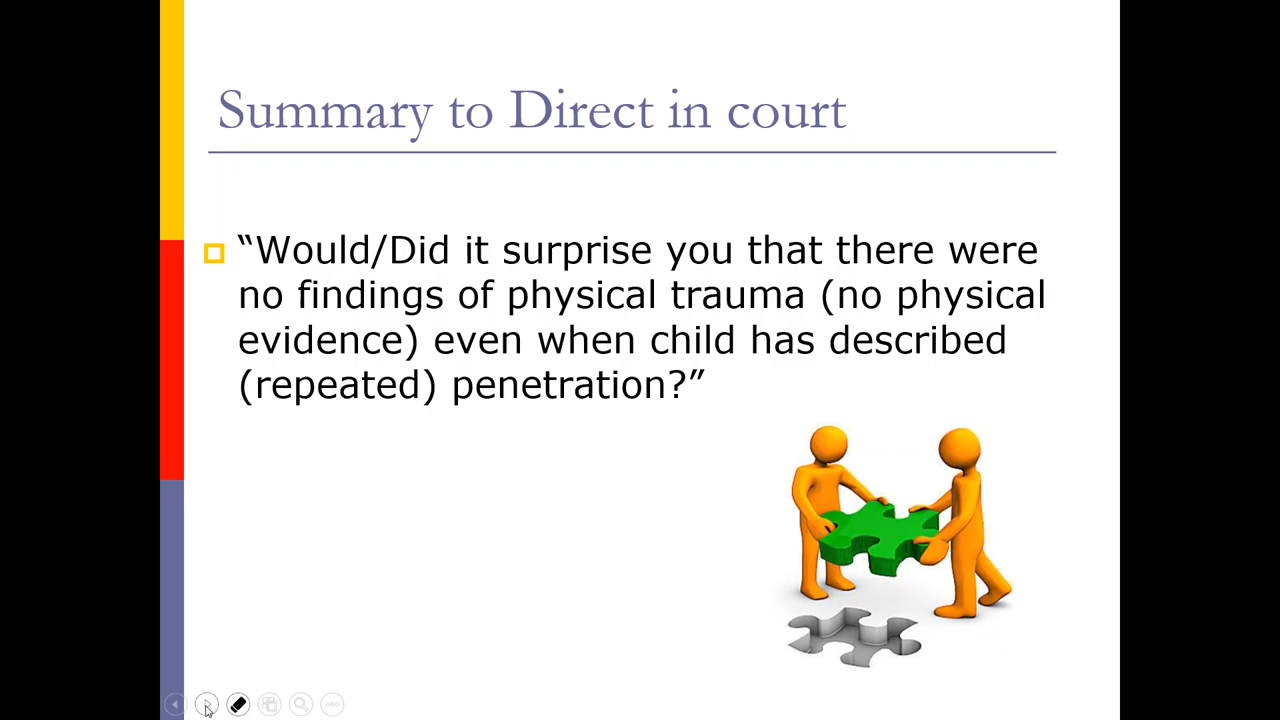 Summary to Direct in court
“Would/Did it surprise you that there were
no findings of physical trauma (no physical
evidence) even when child has described
(repeated) penetration?”